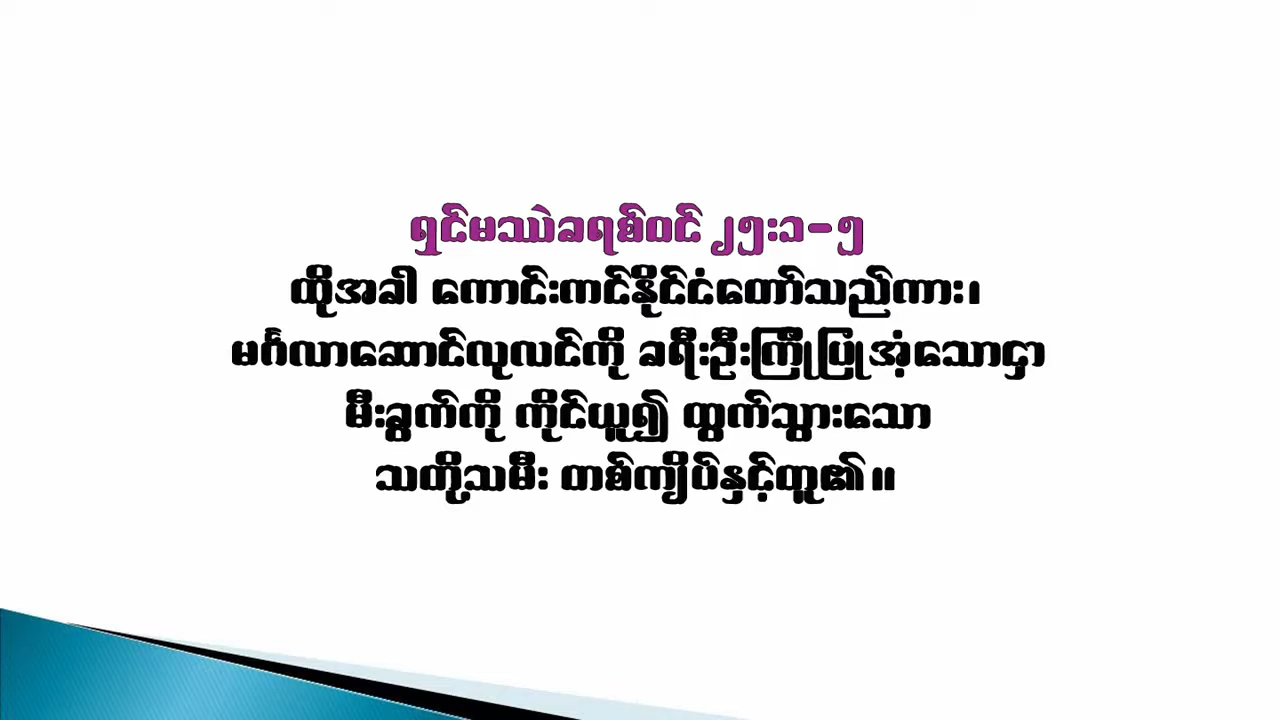 ရှင်မဿဲခရစ်ဝင် ၂၅း၁-၅
ထိုအခါ ကောင်းကင်နိုင်ငံတော်သည်ကား၊
မင်္ဂလာဆောင်လုလင်ကို ခရီးဦးကြိုပြုအံ့သောငှာ
မီးခွက်ကို ကိုင်ယူ၍ ထွက်သွားသော
သတို့သမီး တစ်ကျိပ်နှင့်တူ၏။